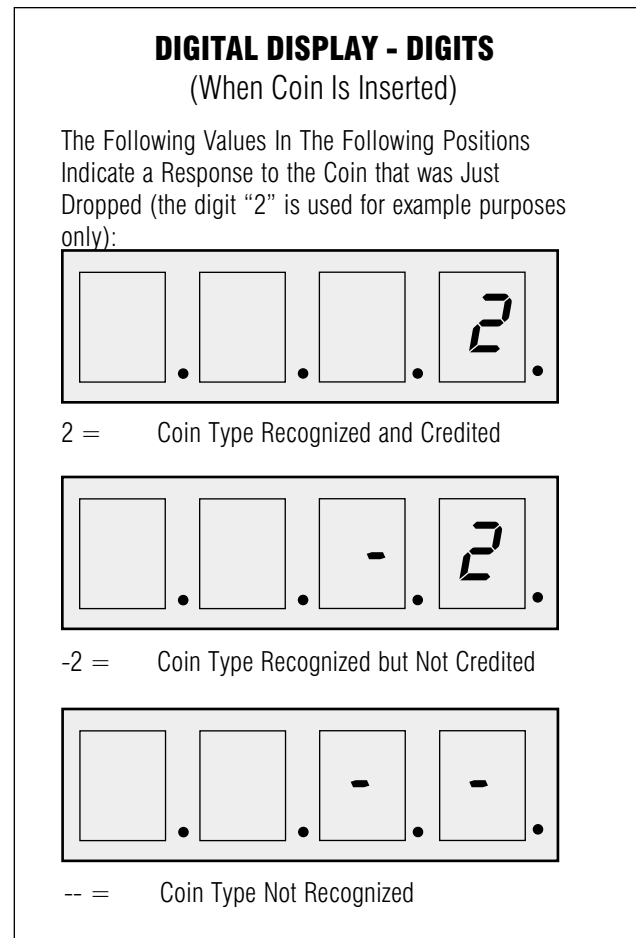 DIGITAL DISPLAY - DIGITS
(When Coin Is Inserted)
The Following Values In The Following Positions
Indicate a Response to the Coin that was Just
Dropped (the digit “2” is used for example purposes
only):
. . . 2.
2 = Coin Type Recognized and Credited
. . -. 2.
-2 = Coin Type Recognized but Not Credited
. . -. -.
-- = Coin Type Not Recognized